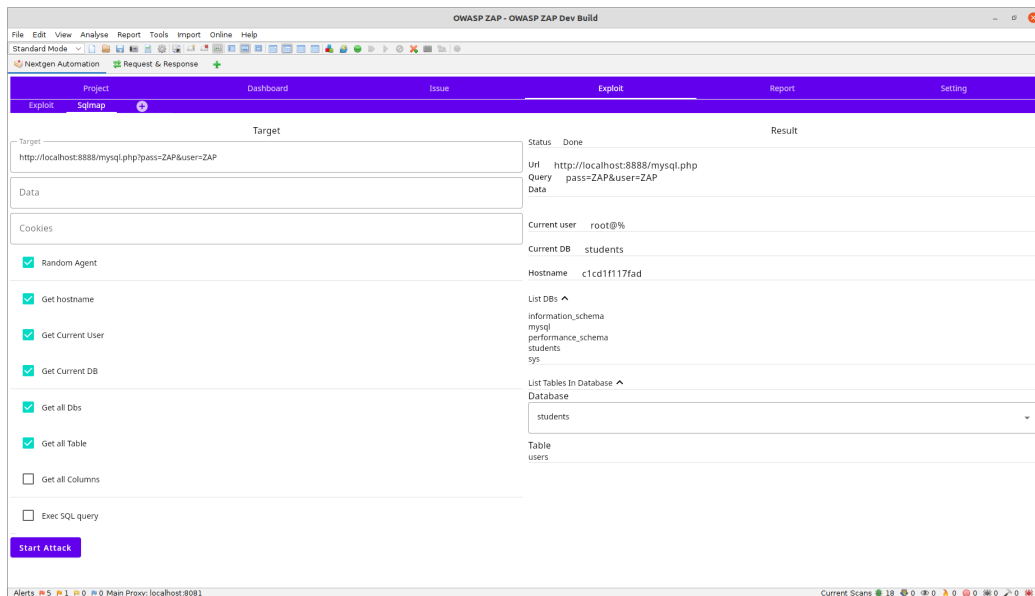 OWASP ZAP - OWASP ZAP Dev Build
File Edit View Analyse Report Tools Import Online Help
Standard Mode
Nextgen Automation Request & Response
Project Dashboard Issue Exploit Report Setting
Exploit Sqlmap
Target
Target
http://localhost:8888/mysql.php?pass=ZAP&user=ZAP
Data
Cookies
Random Agent
Get hostname
Get Current User
Get Current DB
Get all Dbs
Get all Table
Get all Columns
Exec SQL query
Start Attack
Result
Status Done
Url http://localhost:8888/mysql.php
Query pass=ZAP&user=ZAP
Data
Current user root@%
Current DB students
Hostname c1cd1f117fad
List DBs
information_schema
mysql
performance_schema
students
sys
List Tables In Database
Database
students
Table
users
Alerts 5 1 0 0 Main Proxy: localhost:8081
Current Scans 18 0 0 0 0 0 0